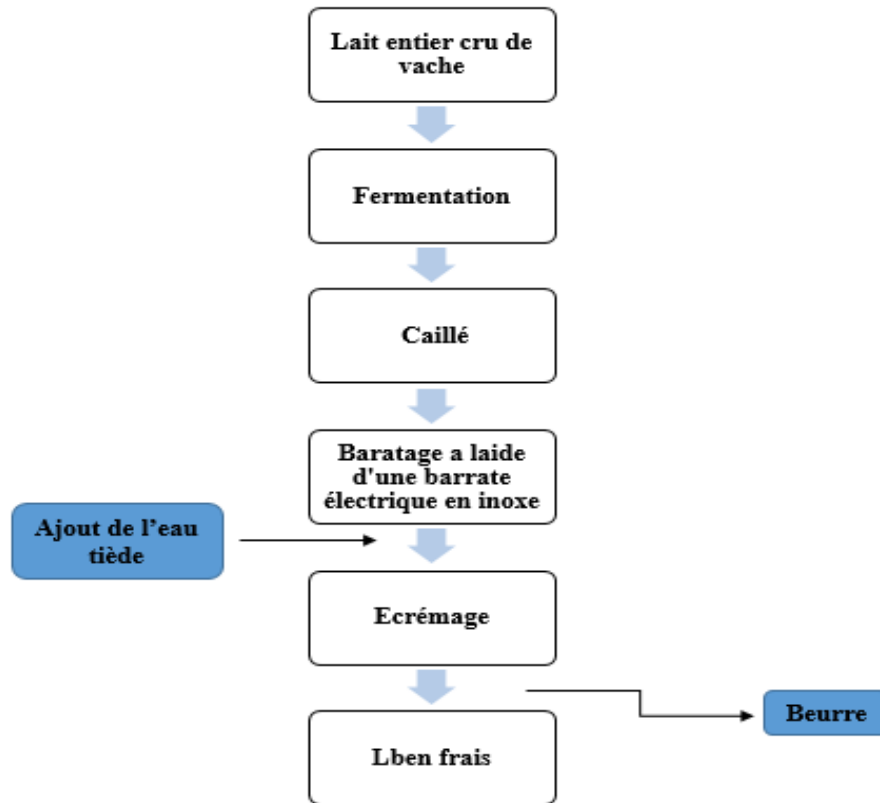 Lait entier cru de
vache
Fermentation
Caillé
Baratage a laide
d'une barrate
électrique en inoxe
Ajout de l’eau
tiède
Ecrémage
Beurre
Lben frais